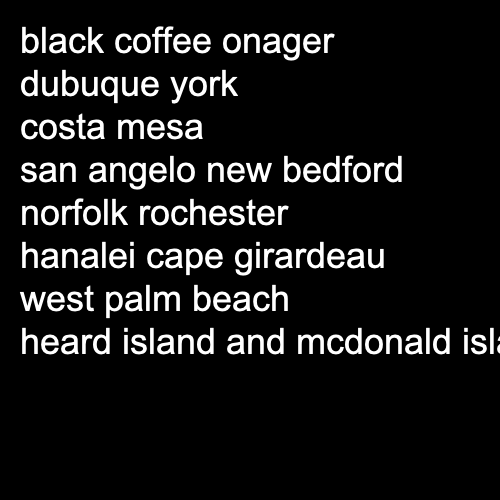 black coffee onager
dubuque york
costa mesa
san angelo new bedford
norfolk rochester
hanalei cape girardeau
west palm beach
heard island and mcdonald